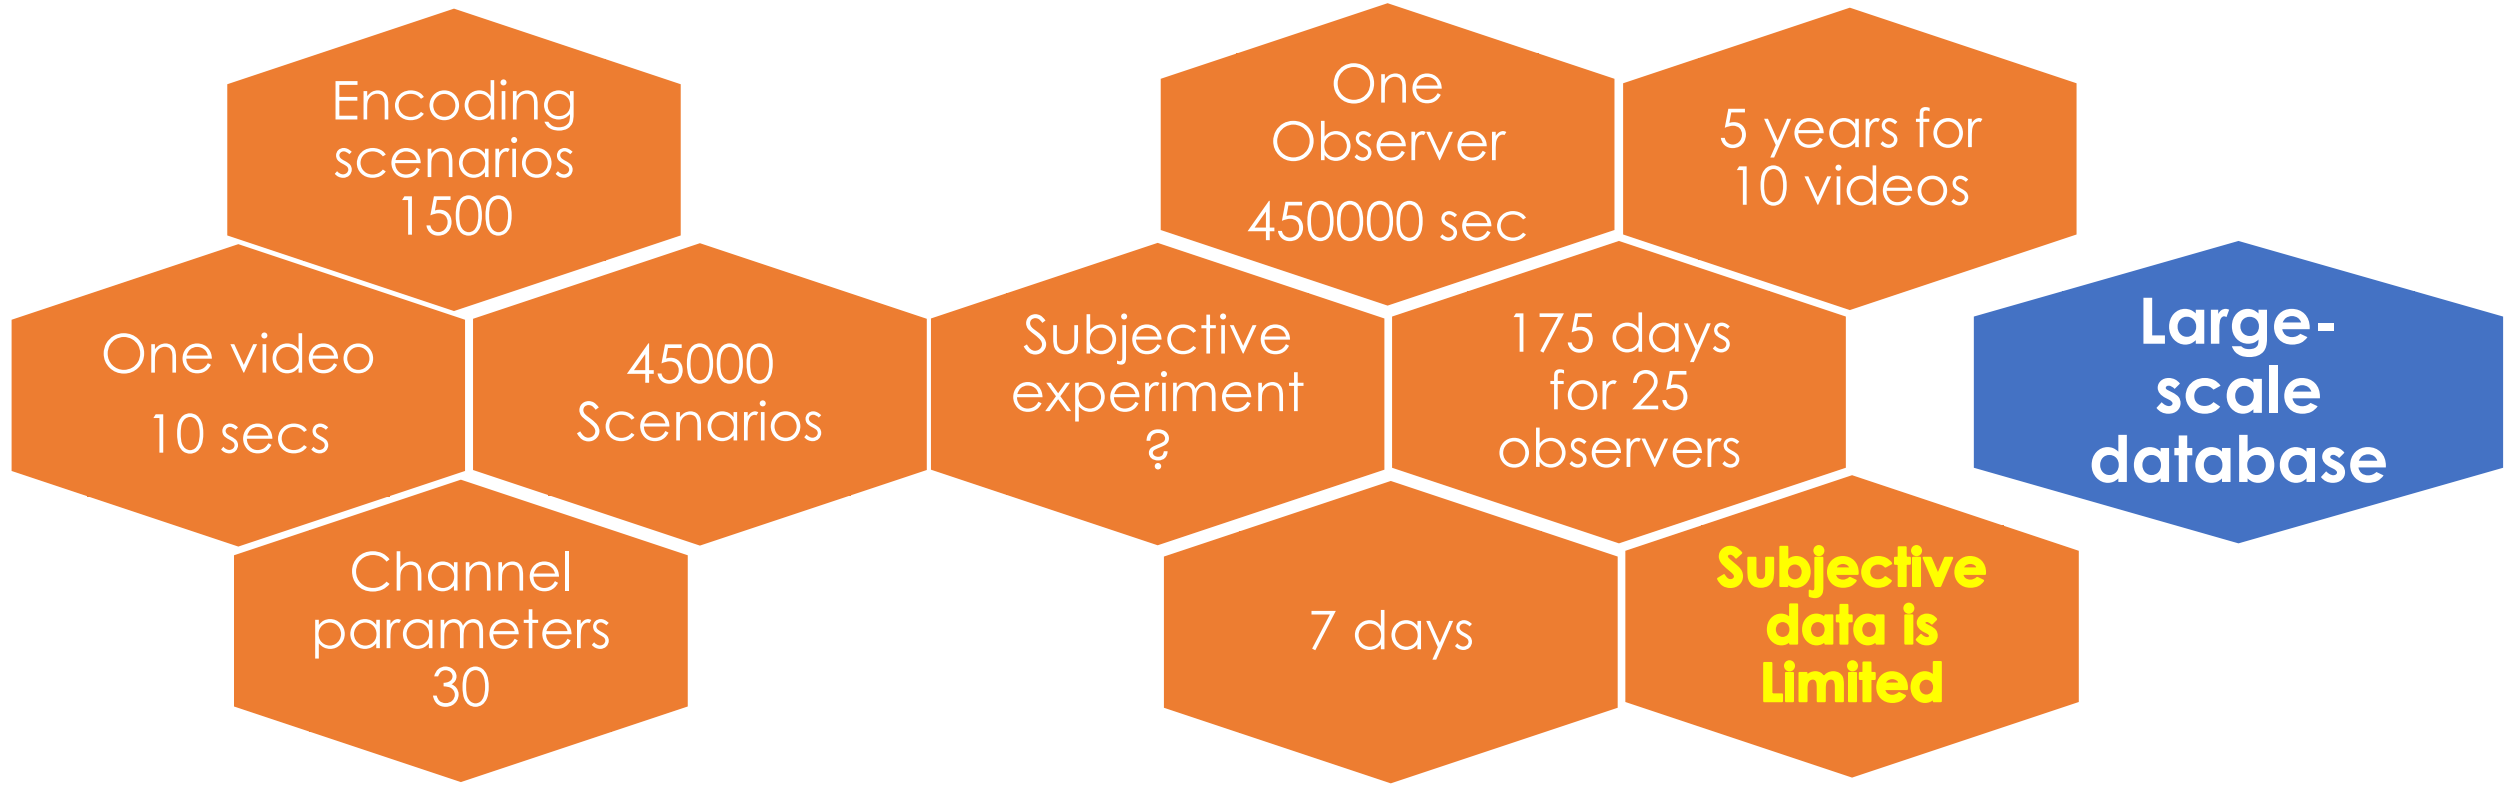 Encoding
scenarios
1500
One video
10 secs
45000
Scenarios
Channel
parameters
30
Subjective
experiment
?
One
Observer
450000 sec
7 days
175 days
for 25
observers
5 years for
10 videos
Subjective
data is
Limited
Large-
scale
database